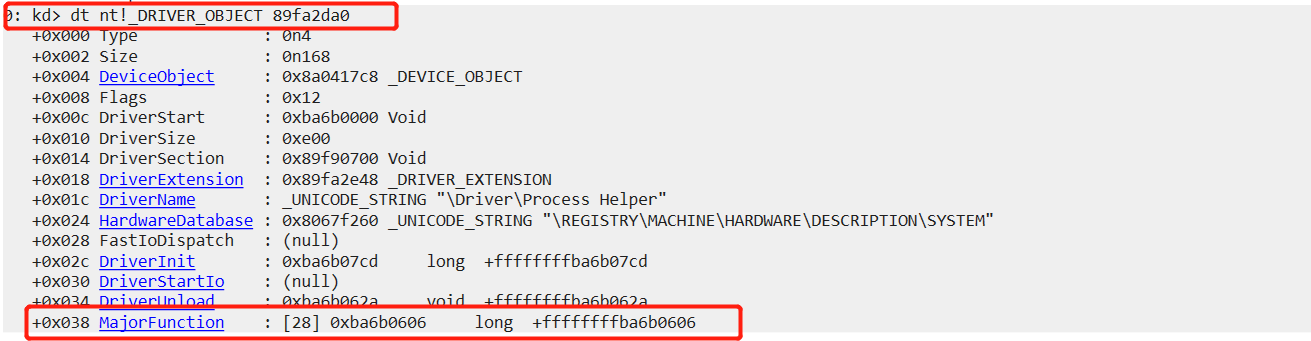 0: kd> dt nt!_DRIVER_OBJECT 89fa2da0
+0x000 Type : 0n4
+0x002 Size : 0n168
+0x004 DeviceObject : 0x8a0417c8 _DEVICE_OBJECT
+0x008 Flags : 0x12
+0x00c DriverStart : 0xba6b0000 Void
+0x010 DriverSize : 0xe00
+0x014 DriverSection : 0x89f90700 Void
+0x018 DriverExtension : 0x89fa2e48 _DRIVER_EXTENSION
+0x01c DriverName : _UNICODE_STRING "\Driver\Process Helper"
+0x024 HardwareDatabase : 0x8067f260 _UNICODE_STRING "\REGISTRY\MACHINE\HARDWARE\DESCRIPTION\SYSTEM"
+0x028 FastIoDispatch : (null)
+0x02c DriverInit : 0xba6b07cd long +ffffffffba6b07cd
+0x030 DriverStartIo : (null)
+0x034 DriverUnload : 0xba6b062a void +ffffffffba6b062a
+0x038 MajorFunction : [28] 0xba6b0606 long +ffffffffba6b0606